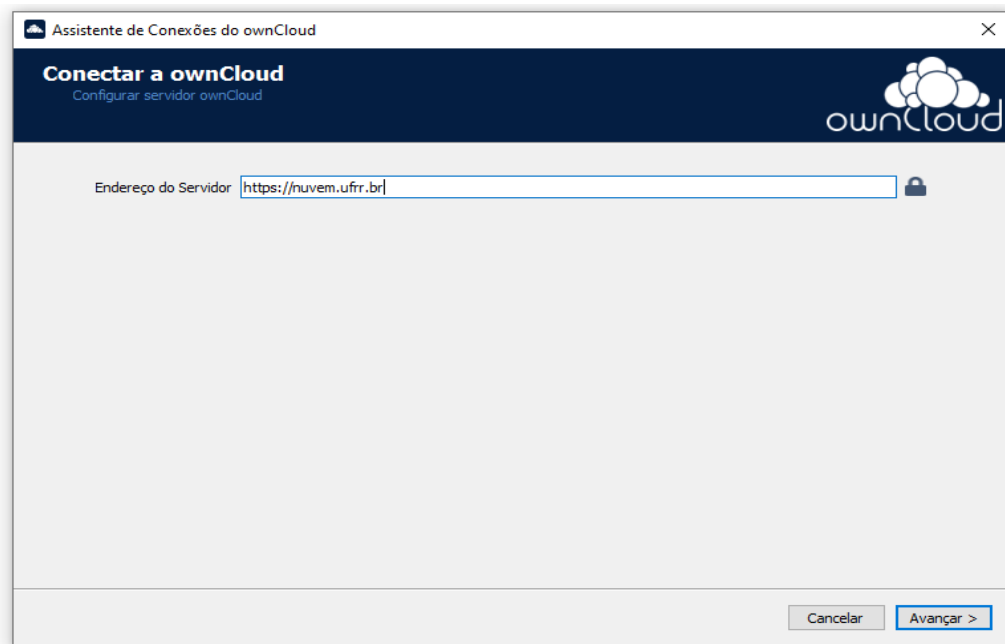 Assistente de Conexões do ownCloud
Conectar a ownCloud
Configurar servidor ownCloud
ownCloud
Endereço do Servidor https://nuvem.ufrr.br
Cancelar Avançar >